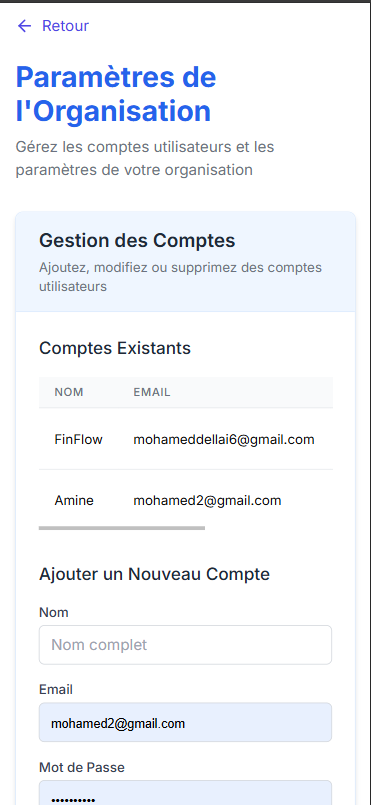 Retour
Paramètres de
l'Organisation
Gérez les comptes utilisateurs et les
paramètres de votre organisation
Gestion des Comptes
Ajoutez, modifiez ou supprimez des comptes
utilisateurs
Comptes Existants
NOM EMAIL
FinFlow mohameddellai6@gmail.com
Amine mohamed2@gmail.com
Ajouter un Nouveau Compte
Nom
Nom complet
Email
mohamed2@gmail.com
Mot de Passe
••••••••••